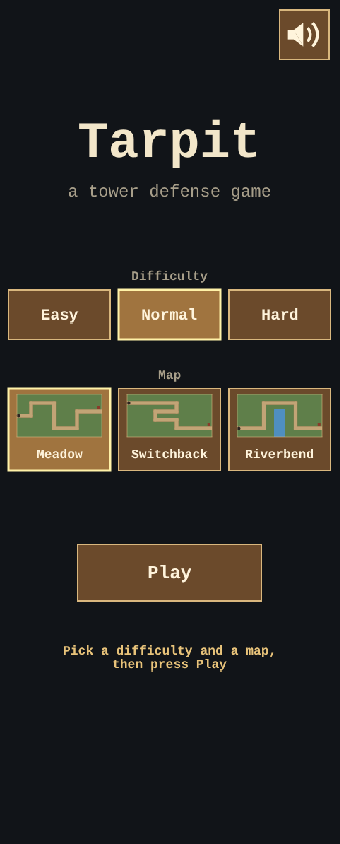 Tarpit
a tower defense game
Difficulty
Easy
Normal
Hard
Map
Meadow
Switchback
Riverbend
Play
Pick a difficulty and a map,
then press Play